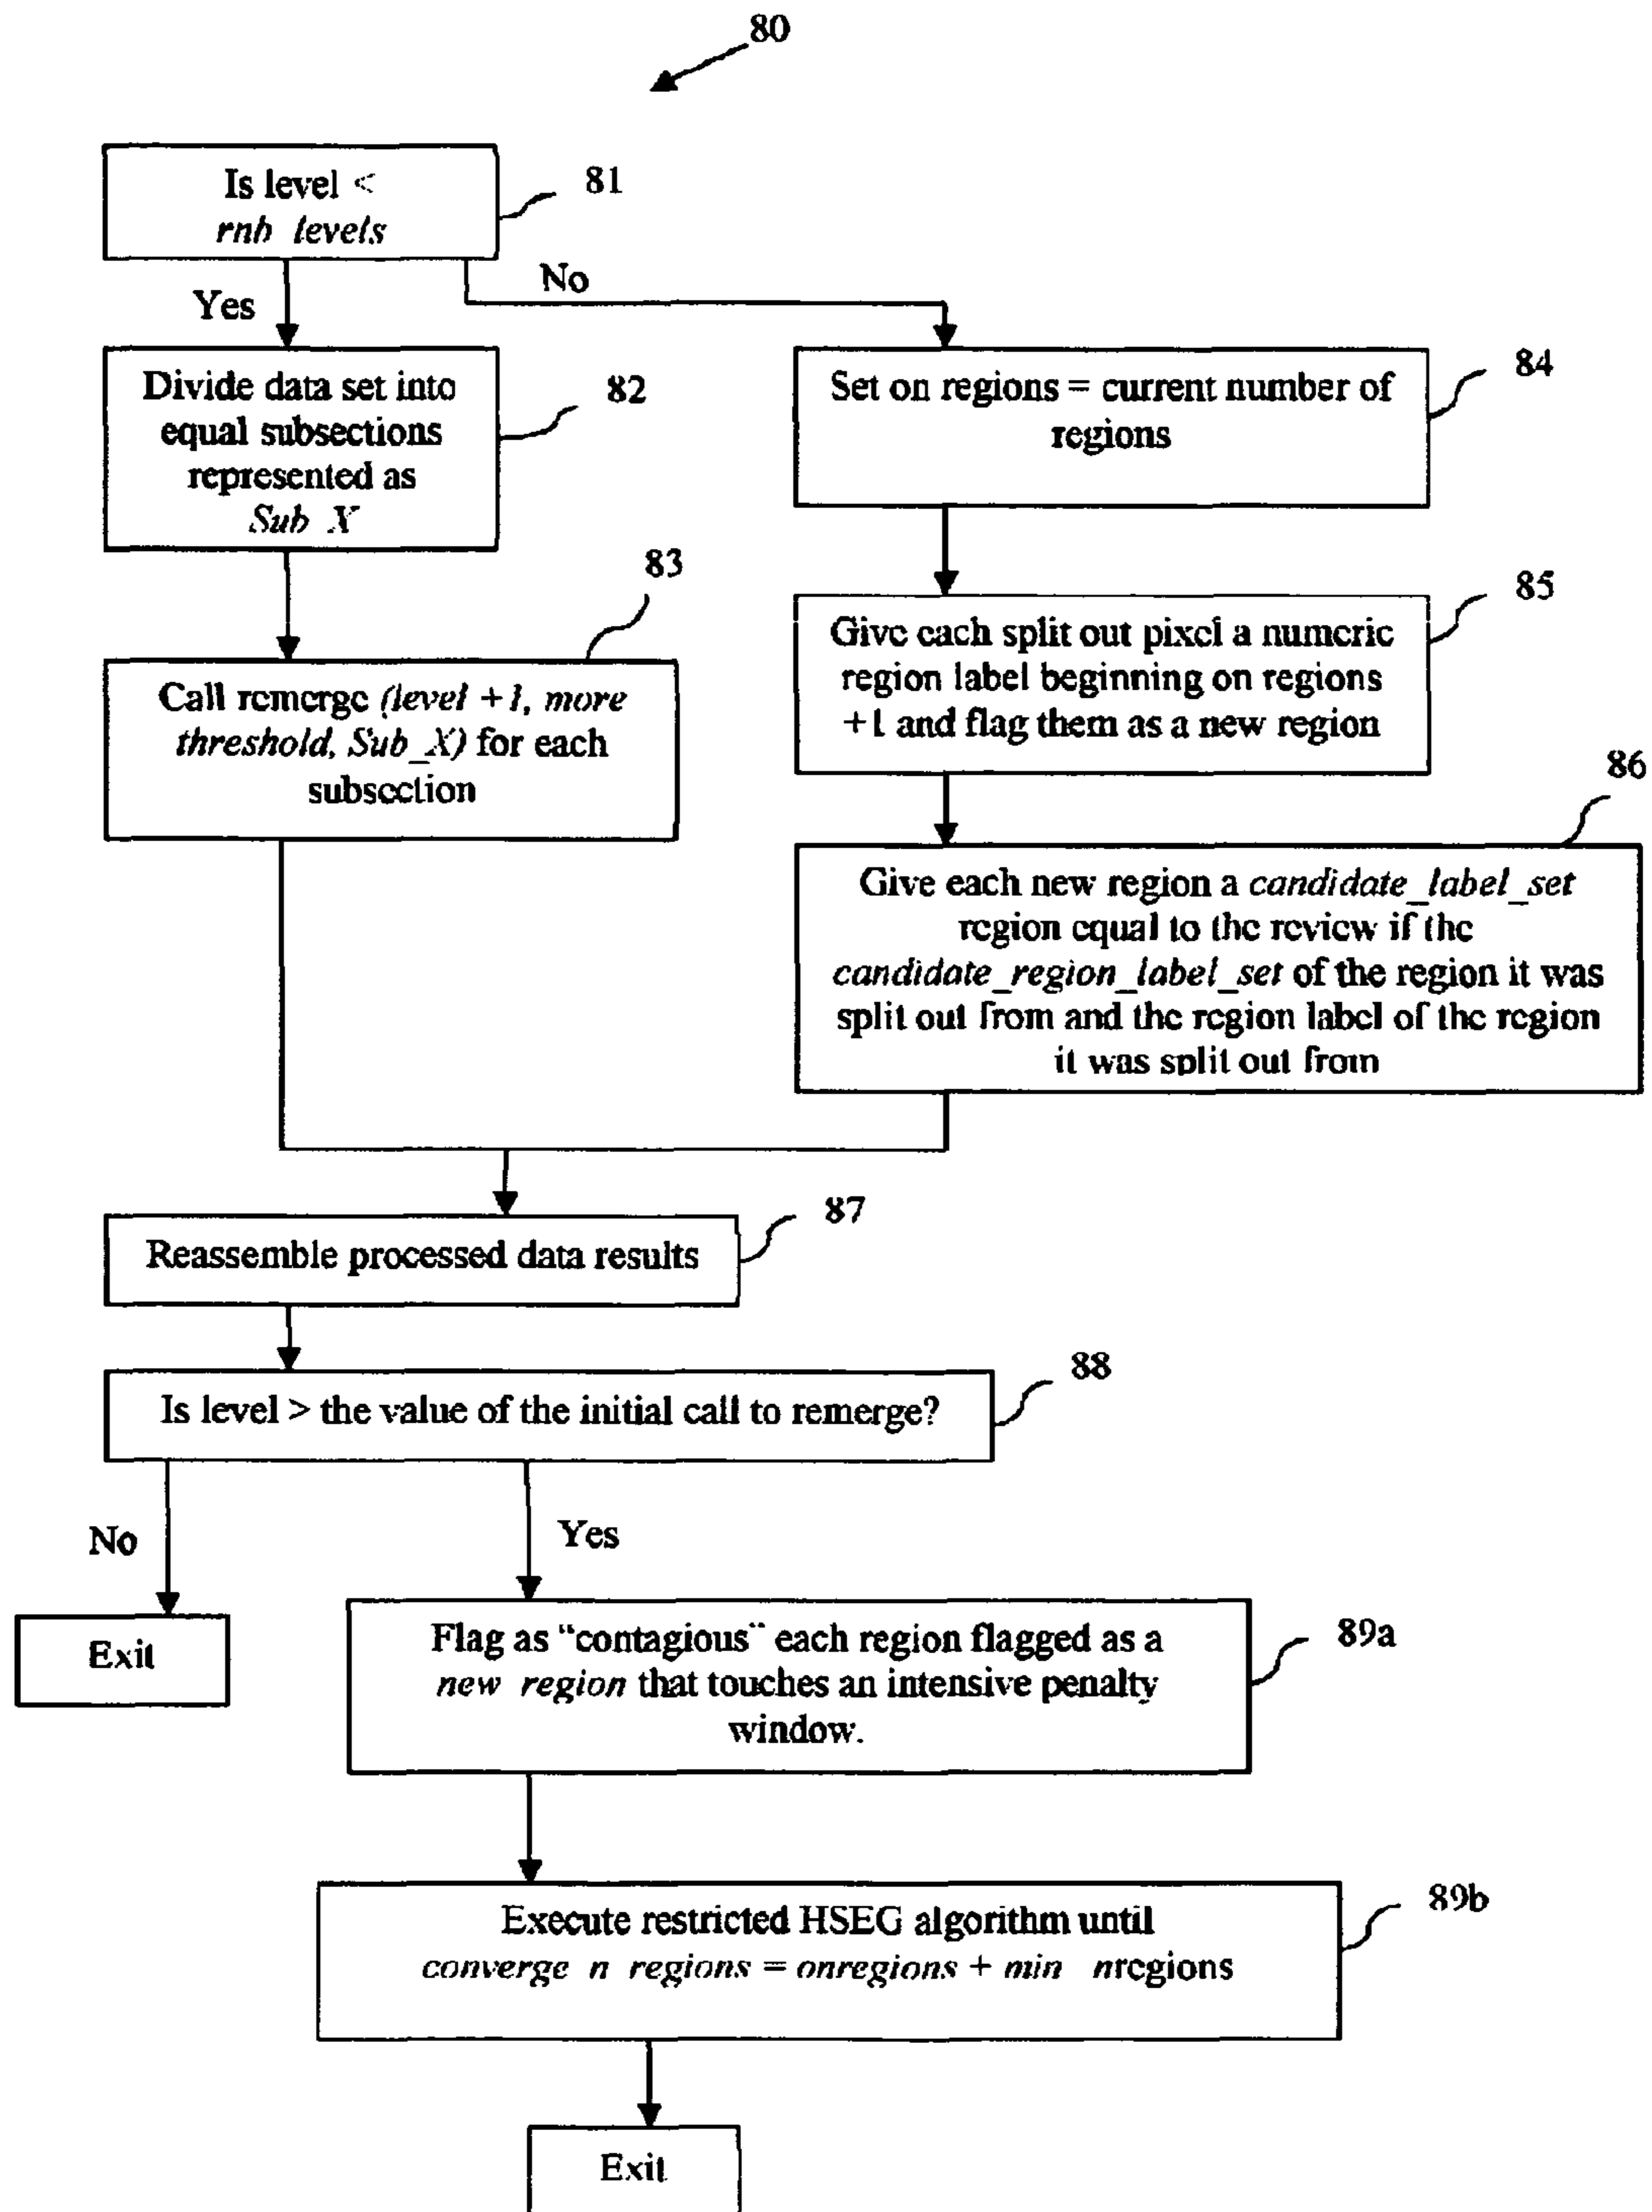 80
Is level <
rnb levels
81
Yes
No
Divide data set into
equal subsections
represented as
Sub X
82
Set on regions = current number of
regions
84
83
Call remerge (level +1, more
threshold, Sub_X) for each
subsection
Give each split out pixel a numeric
region label beginning on regions
+1 and flag them as a new region
85
86
Give each new region a candidate_label_set
region equal to the review if the
candidate_region_label_set of the region it was
split out from and the region label of the region
it was split out from
Reassemble processed data results
87
Is level > the value of the initial call to remerge?
88
No
Yes
Exit
Flag as "contagious" each region flagged as a
new region that touches an intensive penalty
window.
89a
Execute restricted HSEG algorithm until
converge n regions = onregions + min nregions
89b
Exit